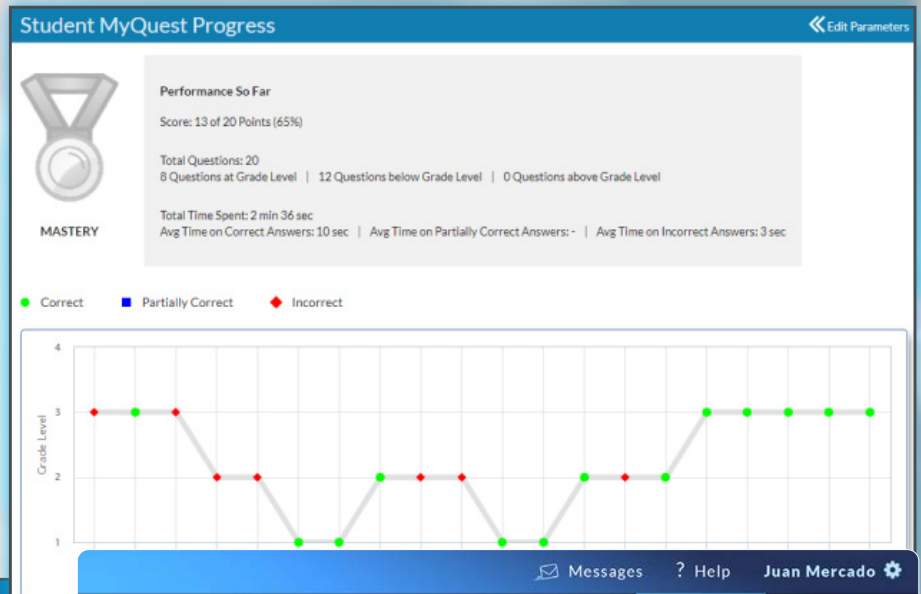 Student MyQuest Progress
Edit Parameters
Performance So Far
Score: 13 of 20 Points (65%)
Total Questions: 20
8 Questions at Grade Level | 12 Questions below Grade Level | 0 Questions above Grade Level
Total Time Spent: 2 min 36 sec
Avg Time on Correct Answers: 10 sec | Avg Time on Partially Correct Answers: - | Avg Time on Incorrect Answers: 3 sec
MASTERY
Correct
Partially Correct
Incorrect
4
3
2
1
Grade Level
Messages
? Help
Juan Mercado